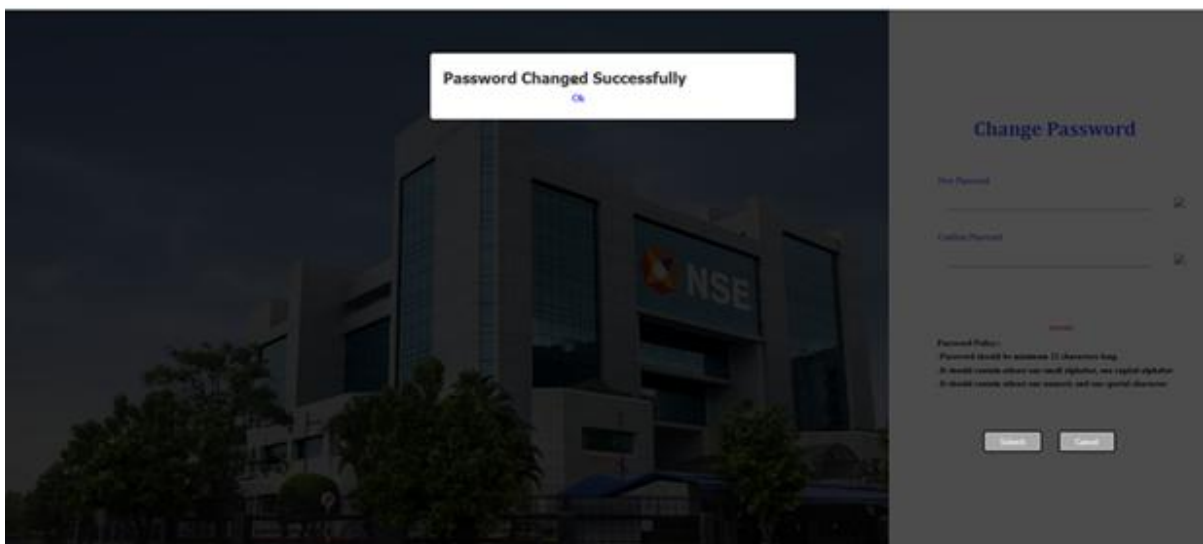 Password Changed Successfully
Ok
Change Password
New Password
Confirm Password
NSE
Password Policy:
Password should be minimum 12 characters long
It should contain atleast one small alphabet, one capital alphabet
It should contain atleast one numeric and one special character
Submit
Cancel